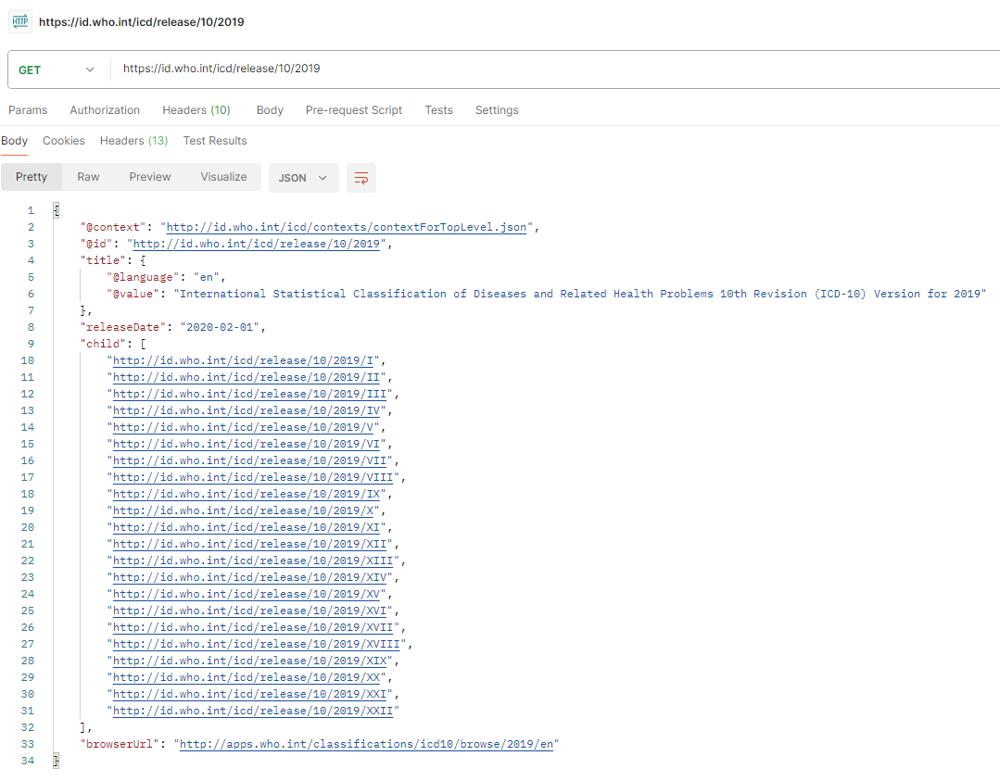 HTTP https://id.who.int/icd/release/10/2019
GET https://id.who.int/icd/release/10/2019
Params Authorization Headers (10) Body Pre-request Script Tests Settings
Body Cookies Headers (13) Test Results
Pretty Raw Preview Visualize JSON
1 {
2 "@context": "http://id.who.int/icd/contexts/contextForTopLevel.json",
3 "@id": "http://id.who.int/icd/release/10/2019",
4 "title": {
5 "@language": "en",
6 "@value": "International Statistical Classification of Diseases and Related Health Problems 10th Revision (ICD-10) Version for 2019"
7 },
8 "releaseDate": "2020-02-01",
9 "child": [
10 "http://id.who.int/icd/release/10/2019/I",
11 "http://id.who.int/icd/release/10/2019/II",
12 "http://id.who.int/icd/release/10/2019/III",
13 "http://id.who.int/icd/release/10/2019/IV",
14 "http://id.who.int/icd/release/10/2019/V",
15 "http://id.who.int/icd/release/10/2019/VI",
16 "http://id.who.int/icd/release/10/2019/VII",
17 "http://id.who.int/icd/release/10/2019/VIII",
18 "http://id.who.int/icd/release/10/2019/IX",
19 "http://id.who.int/icd/release/10/2019/X",
20 "http://id.who.int/icd/release/10/2019/XI",
21 "http://id.who.int/icd/release/10/2019/XII",
22 "http://id.who.int/icd/release/10/2019/XIII",
23 "http://id.who.int/icd/release/10/2019/XIV",
24 "http://id.who.int/icd/release/10/2019/XV",
25 "http://id.who.int/icd/release/10/2019/XVI",
26 "http://id.who.int/icd/release/10/2019/XVII",
27 "http://id.who.int/icd/release/10/2019/XVIII",
28 "http://id.who.int/icd/release/10/2019/XIX",
29 "http://id.who.int/icd/release/10/2019/XX",
30 "http://id.who.int/icd/release/10/2019/XXI",
31 "http://id.who.int/icd/release/10/2019/XXII"
32 ],
33 "browserUrl": "http://apps.who.int/classifications/icd10/browse/2019/en"
34 }